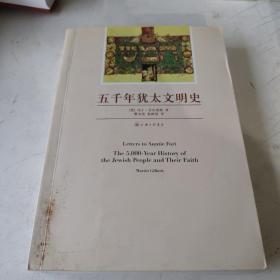 五千年犹太文明史
Letters to Auntie Fori
The 5,000-Year History of
the Jewish People and Their Faith
Martin Gilbert